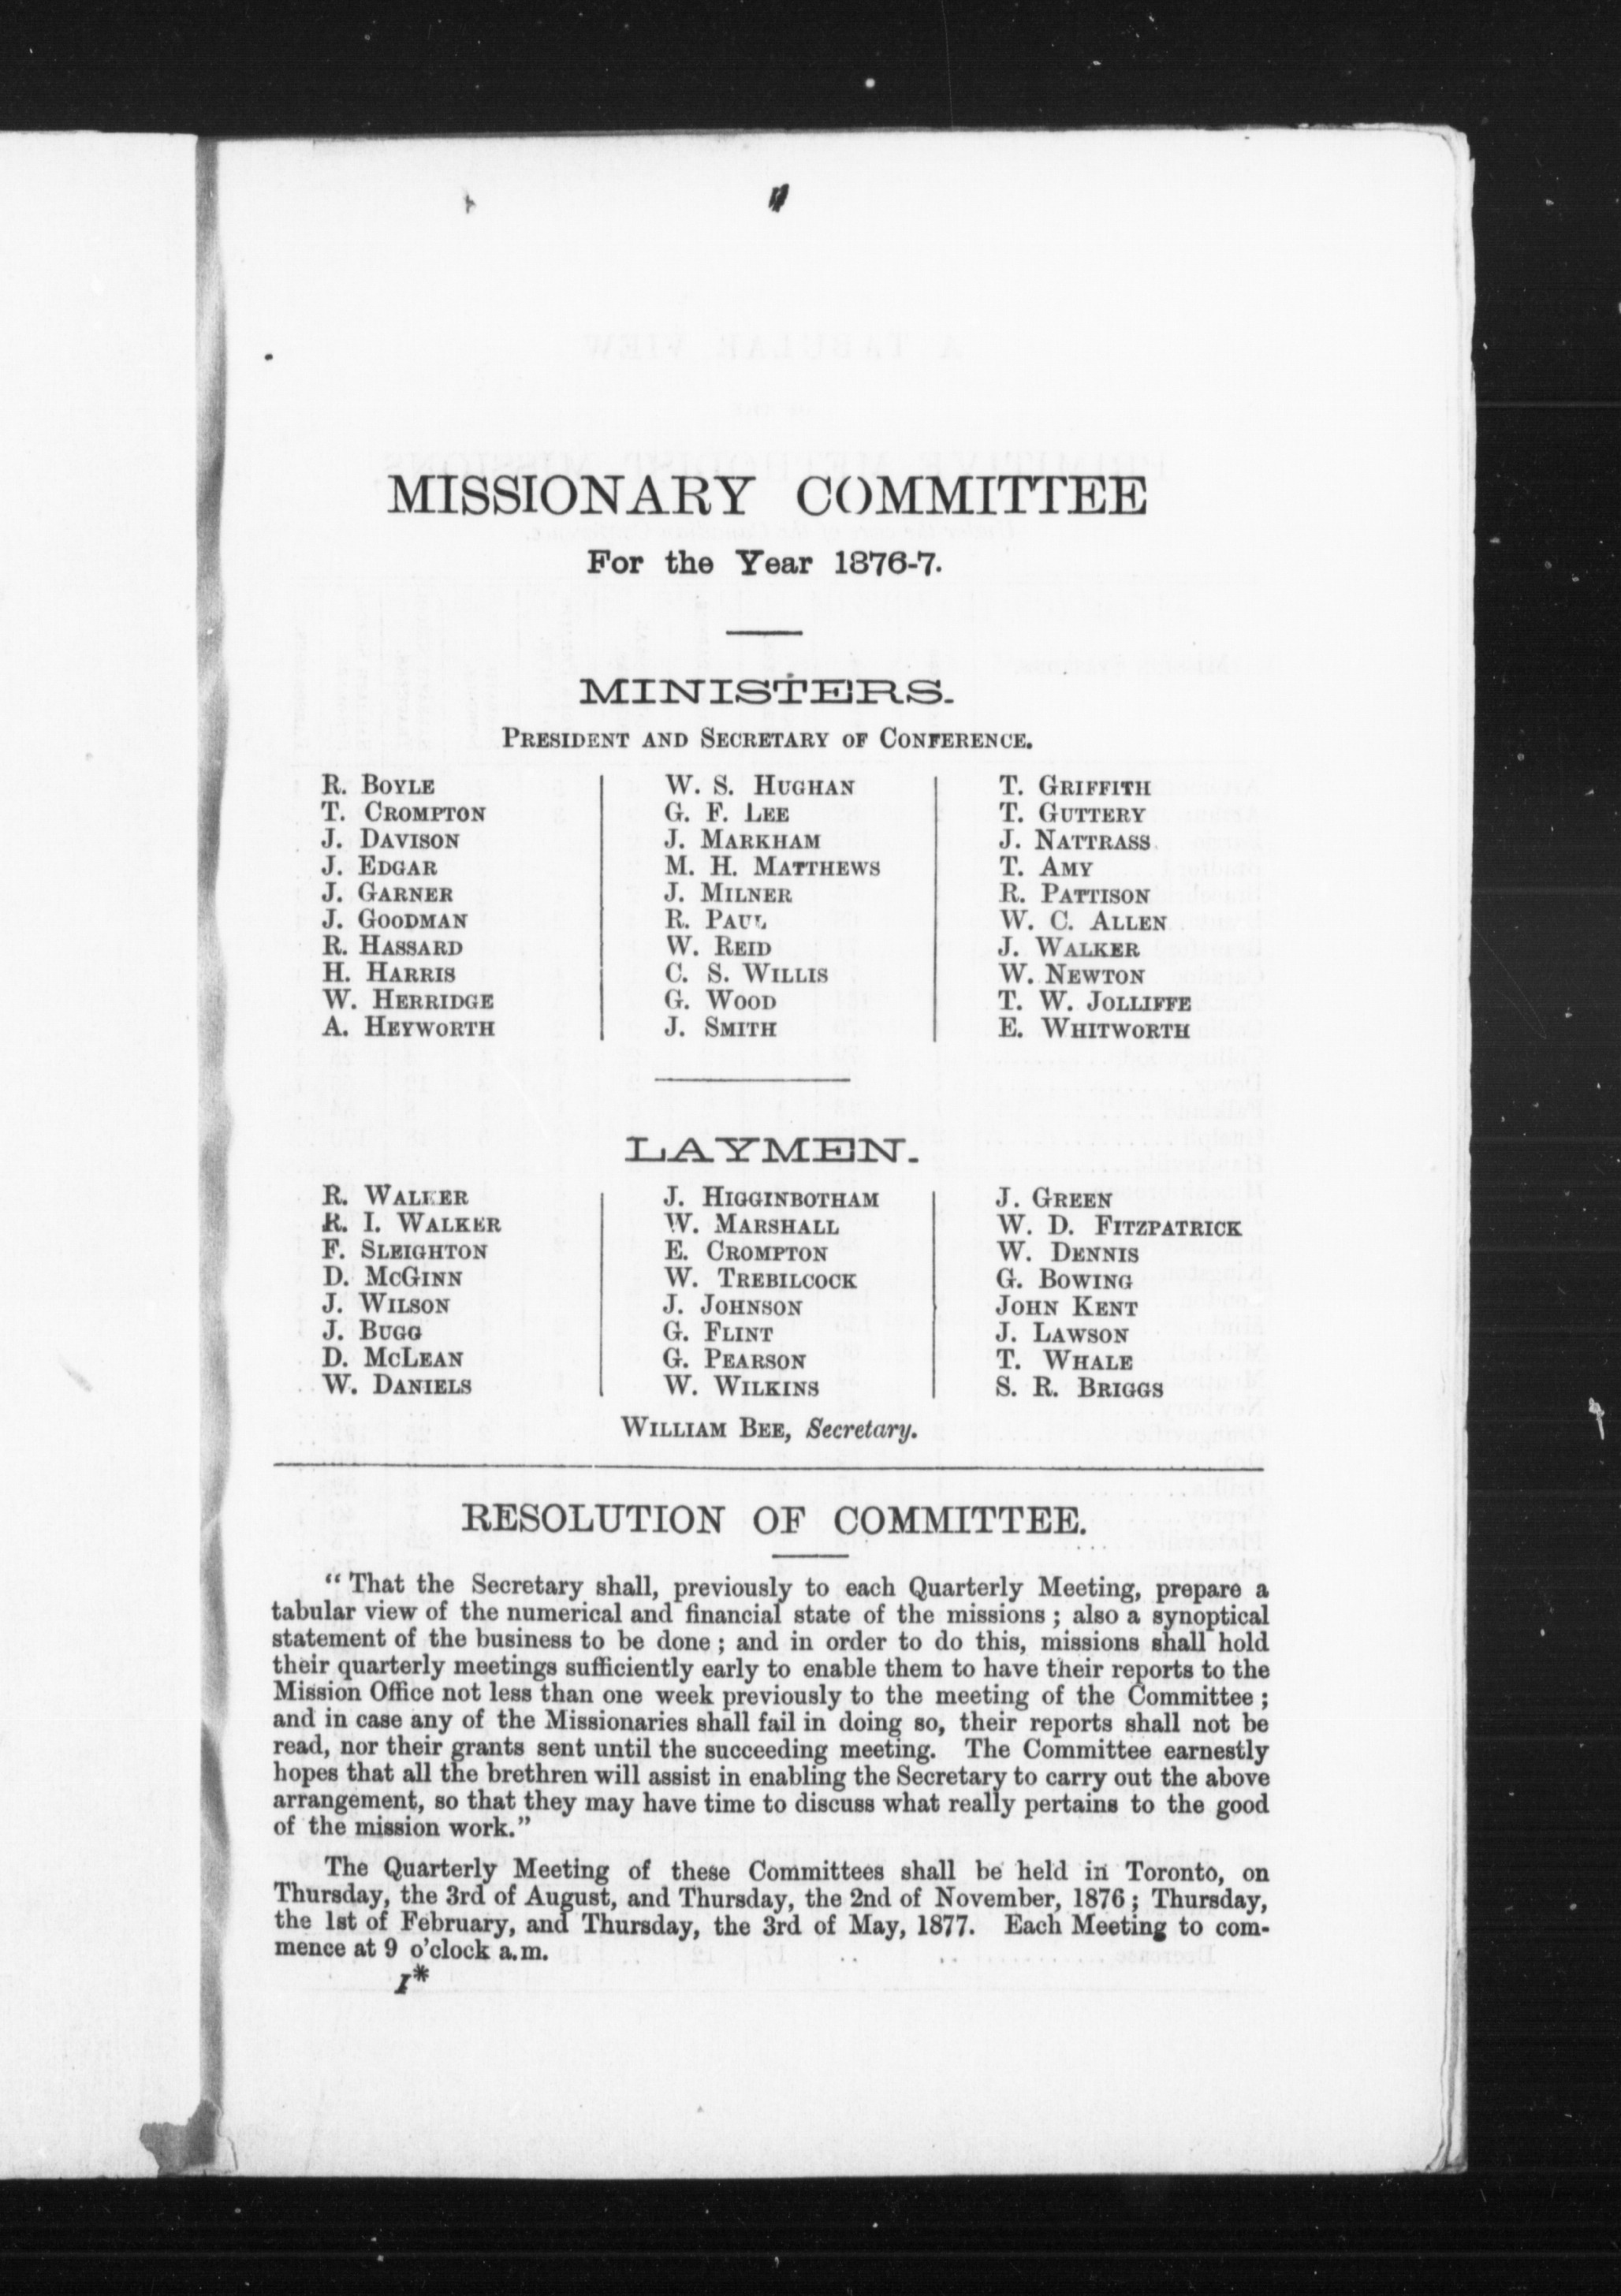 MISSIONARY COMMITTEE
For the Year 1876-7.
MINISTERS.
PRESIDENT AND SECRETARY OF CONFERENCE.
R. BOYLE
T. CROMPTON
J. DAVISON
J. EDGAR
J. GARNER
J. GOODMAN
R. HASSARD
H. HARRIS
W. HERRIDGE
A. HEYWORTH
W. S. HUGHAN
G. F. LEE
J. MARKHAM
M. H. MATTHEWS
J. MILNER
R. PAUL
W. REID
C. S. WILLIS
G. WOOD
J. SMITH
T. GRIFFITH
T. GUTTERY
J. NATTRASS
T. AMY
R. PATTISON
W. C. ALLEN
J. WALKER
W. NEWTON
T. W. JOLLIFFE
E. WHITWORTH
LAYMEN.
R. WALKER
R. I. WALKER
F. SLEIGHTON
D. MCGINN
J. WILSON
J. BUGG
D. MCLEAN
W. DANIELS
J. HIGGINBOTHAM
W. MARSHALL
E. CROMPTON
W. TREBILCOCK
J. JOHNSON
G. FLINT
G. PEARSON
W. WILKINS
J. GREEN
W. D. FITZPATRICK
W. DENNIS
G. BOWING
JOHN KENT
J. LAWSON
T. WHALE
S. R. BRIGGS
WILLIAM BEE, Secretary.
RESOLUTION OF COMMITTEE.
“ That the Secretary shall, previously to each Quarterly Meeting, prepare a
tabular view of the numerical and financial state of the missions ; also a synoptical
statement of the business to be done ; and in order to do this, missions shall hold
their quarterly meetings sufficiently early to enable them to have their reports to the
Mission Office not less than one week previously to the meeting of the Committee ;
and in case any of the Missionaries shall fail in doing so, their reports shall not be
read, nor their grants sent until the succeeding meeting. The Committee earnestly
hopes that all the brethren will assist in enabling the Secretary to carry out the above
arrangement, so that they may have time to discuss what really pertains to the good
of the mission work.”
The Quarterly Meeting of these Committees shall be held in Toronto, on
Thursday, the 3rd of August, and Thursday, the 2nd of November, 1876 ; Thursday,
the 1st of February, and Thursday, the 3rd of May, 1877. Each Meeting to com-
mence at 9 o’clock a.m.
I*